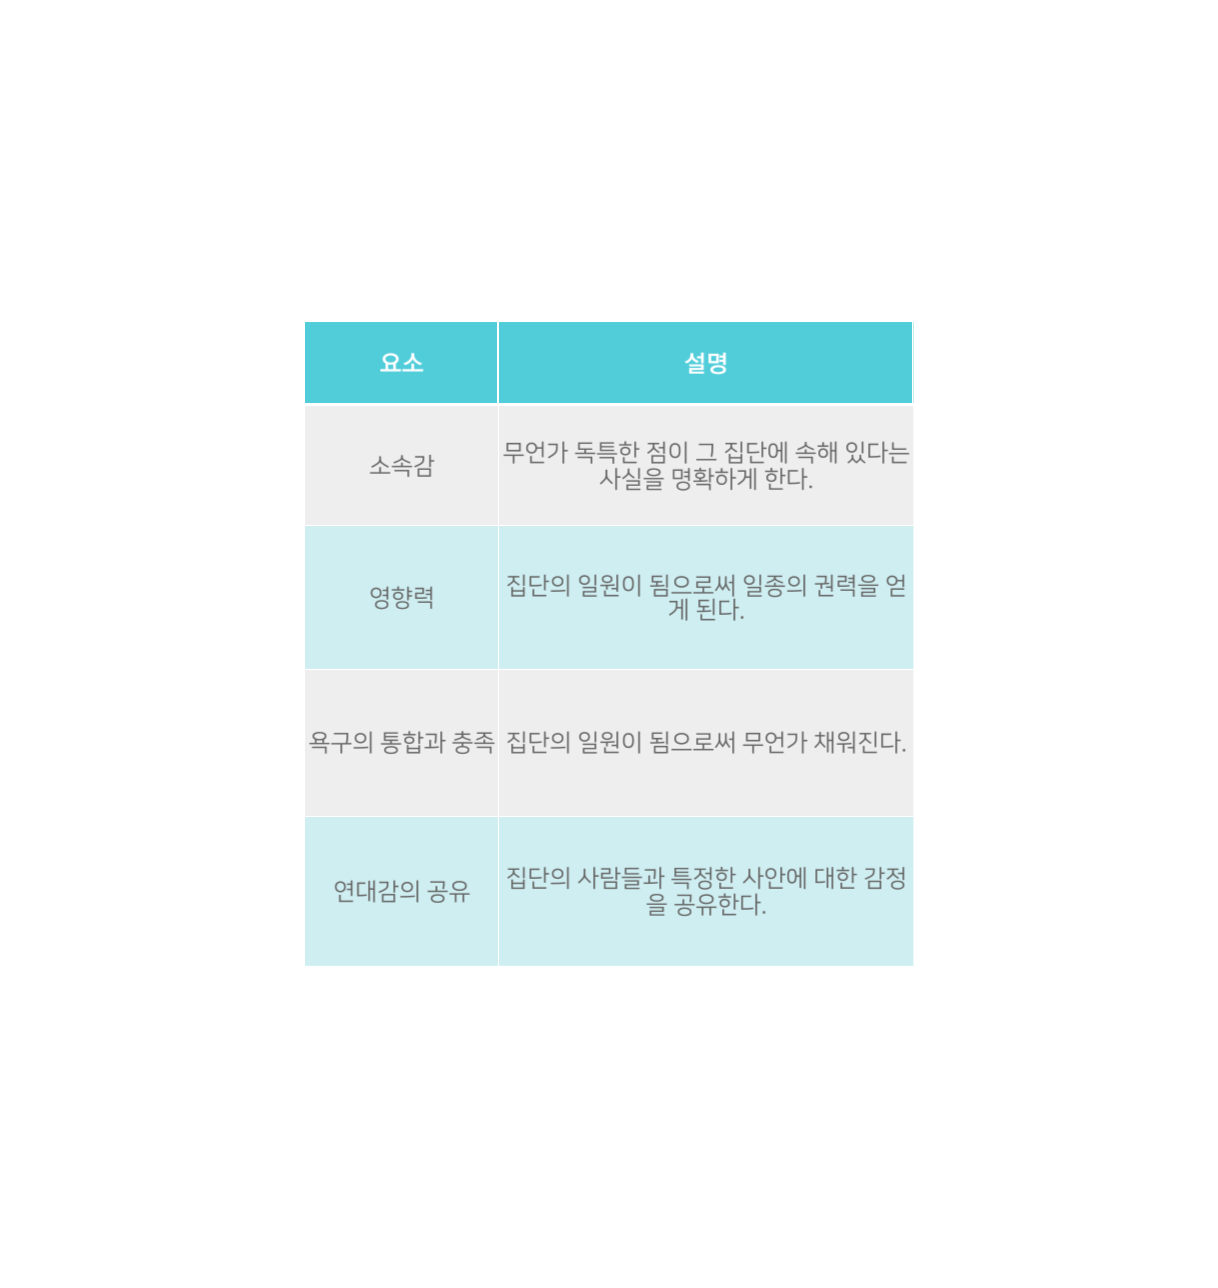 요소
설명
소속감
무언가 독특한 점이 그 집단에 속해 있다는
사실을 명확하게 한다.
영향력
집단의 일원이 됨으로써 일종의 권력을 얻
게 된다.
욕구의 통합과 충족
집단의 일원이 됨으로써 무언가 채워진다.
연대감의 공유
집단의 사람들과 특정한 사안에 대한 감정
을 공유한다.